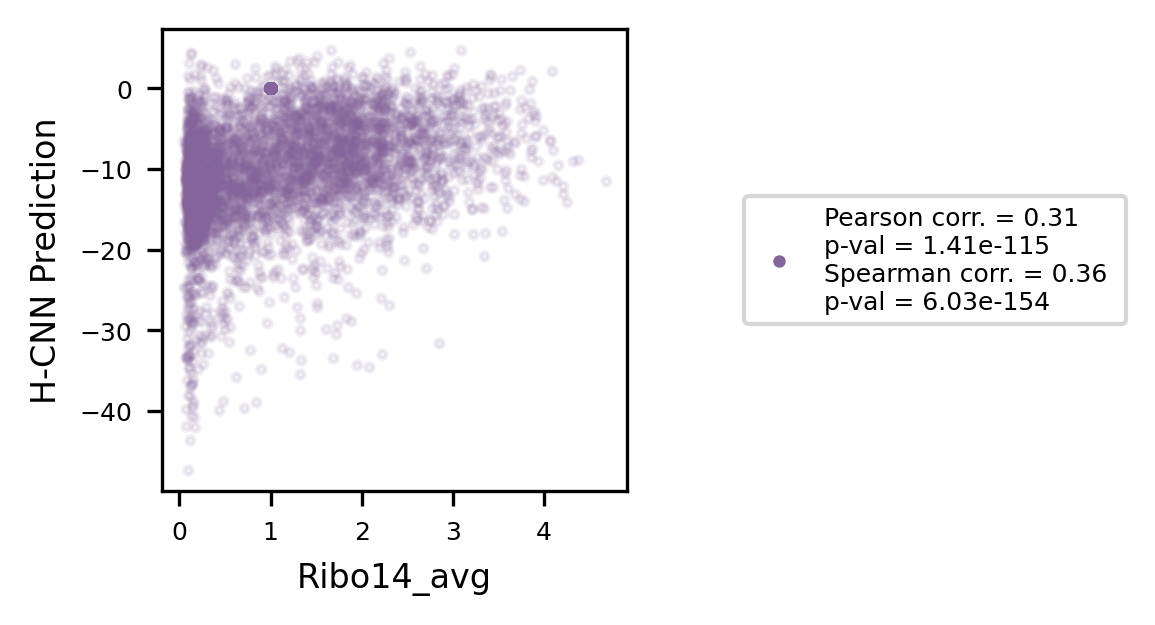 H-CNN Prediction
0
−10
−20
−30
−40
0 1 2 3 4
Ribo14_avg
Pearson corr. = 0.31
p-val = 1.41e-115
Spearman corr. = 0.36
p-val = 6.03e-154